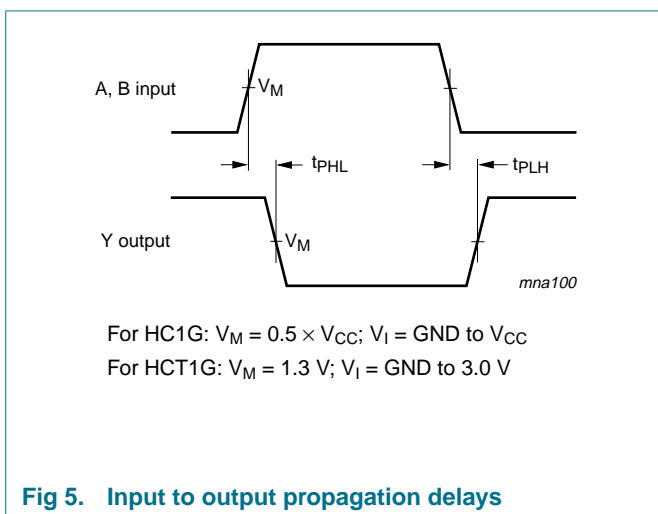 A, B input
VM
tPHL
tPLH
Y output
VM
mna100
For HC1G: VM = 0.5 × VCC; VI = GND to VCC
For HCT1G: VM = 1.3 V; VI = GND to 3.0 V
Fig 5. Input to output propagation delays